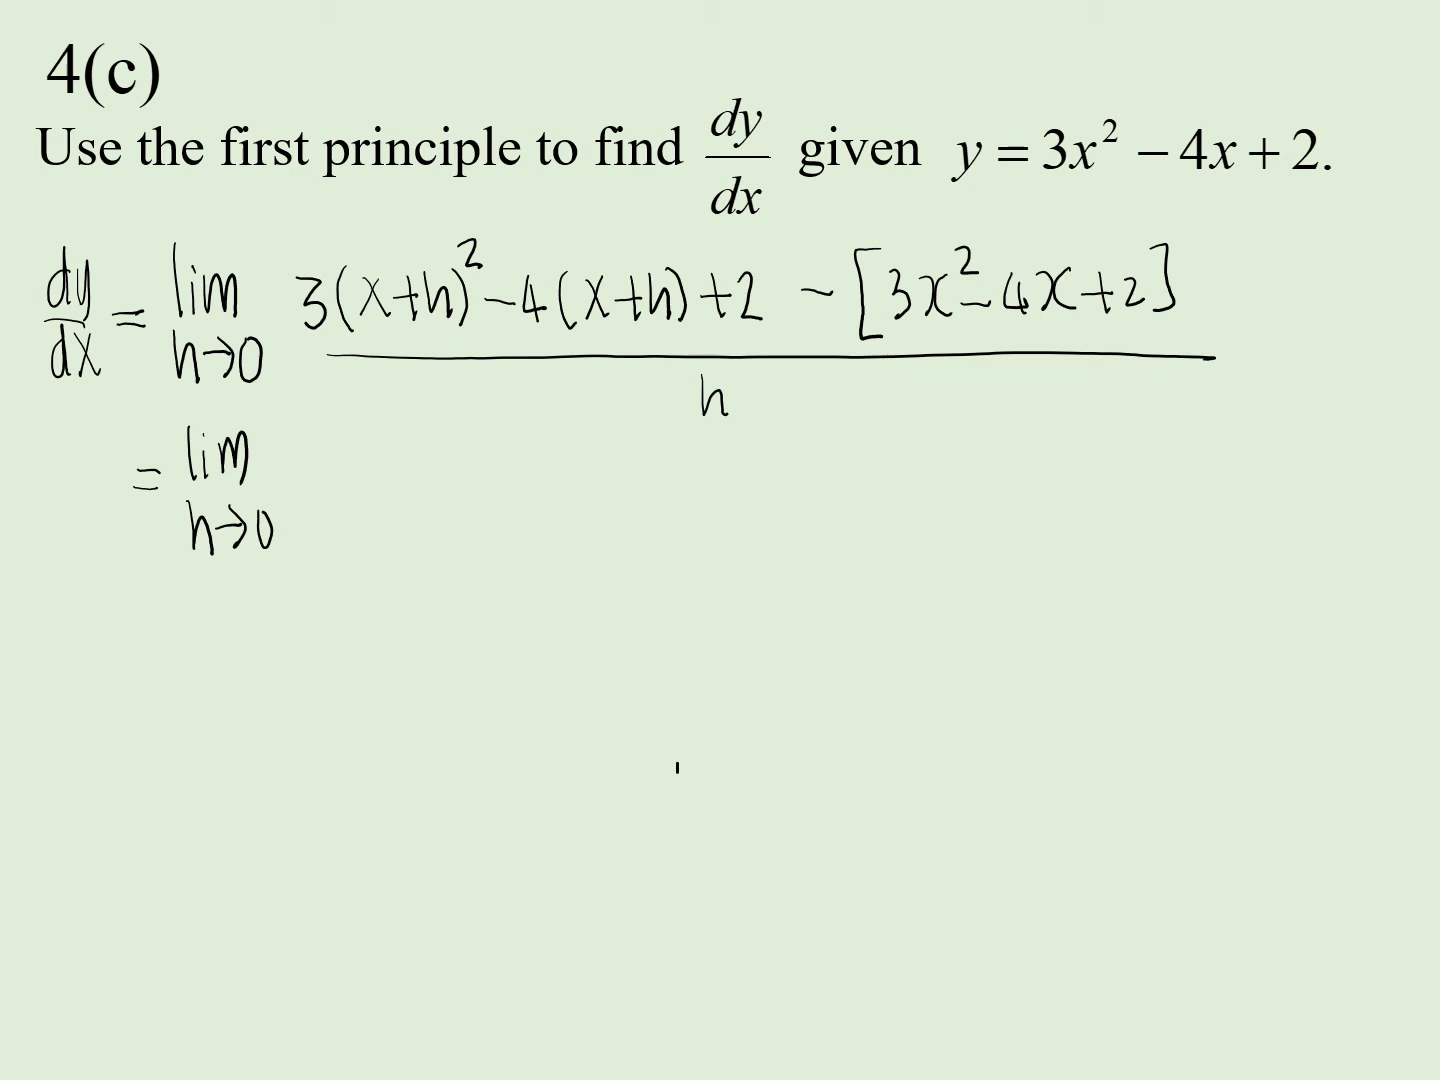 4(c)
Use the first principle to find dy/dx given y = 3x² − 4x + 2.
dy/dx = lim h→0 3(x+h)² − 4(x+h) + 2 − [3x² − 4x + 2] / h
= lim h→0